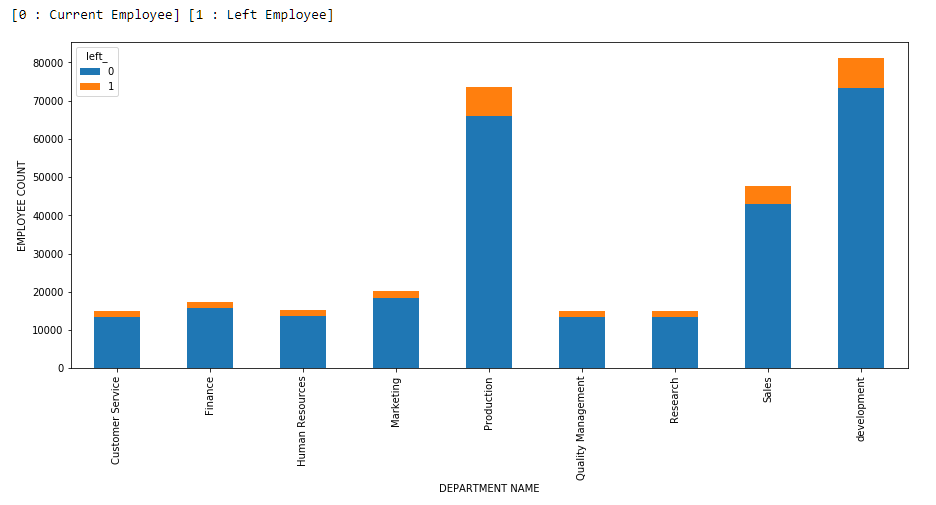 [0 : Current Employee] [1 : Left Employee]
left_
0
1
80000
70000
60000
50000
40000
30000
20000
10000
0
EMPLOYEE COUNT
Customer Service
Finance
Human Resources
Marketing
Production
Quality Management
Research
Sales
development
DEPARTMENT NAME